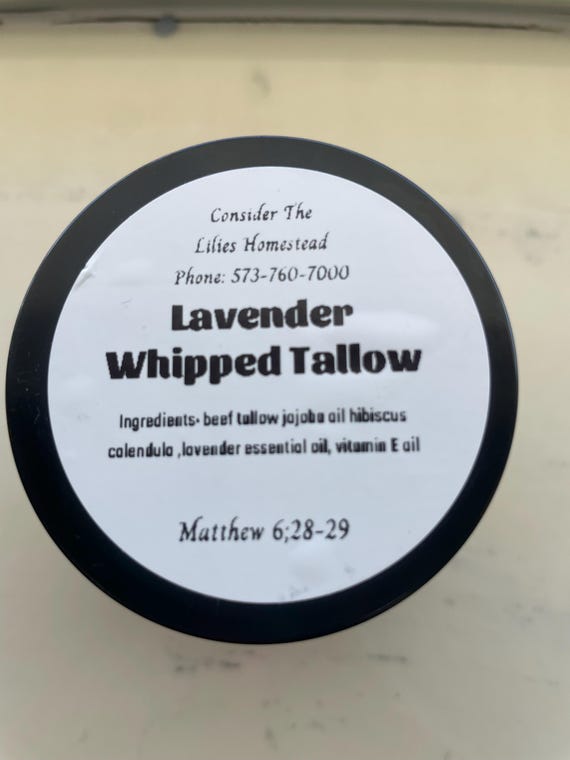 Consider The
Lilies Homestead
Phone: 573-760-7000
Lavender
Whipped Tallow
Ingredients- beef tallow jojoba oil hibiscus
calendula ,lavender essential oil, vitamin E oil
Matthew 6;28-29